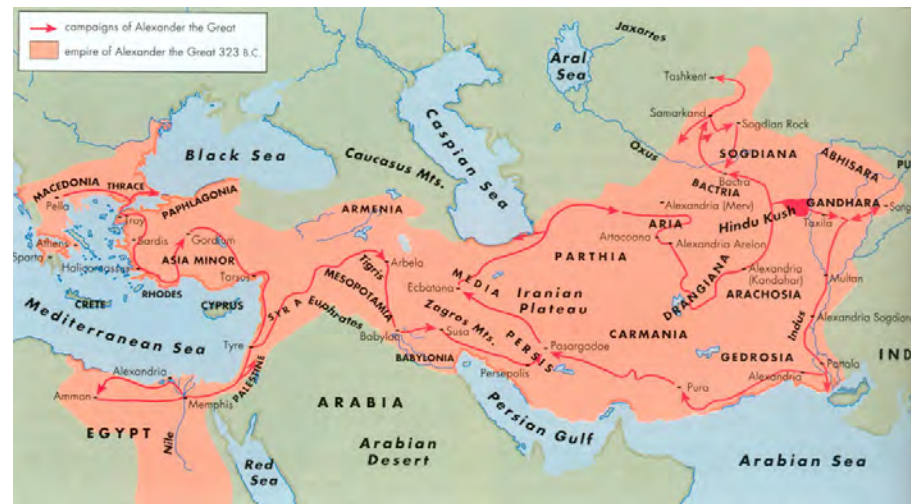 campaigns of Alexander the Great
empire of Alexander the Great 323 B.C.
Jaxartes
Aral
Sea
Tashkent
Samarkand
Sogdian Rock
Oxus
SOGDIANA
ABHISARA
Bactra
BACTRIA
GANDHARA
Hindu Kush
Taxila
Caspian Sea
Black Sea
Caucasus Mts.
MACEDONIA
THRACE
Pella
PAPHLAGONIA
Troy
ARMENIA
Alexandria (Merv)
ARIA
Artacoana
Alexandria Areion
Athens
Sardis
Gordium
Sparta
ASIA MINOR
Halicarnassus
Tarsus
RHODES
CRETE
CYPRUS
Mediterranean Sea
Tigris
Arbela
MESOPOTAMIA
SYR A
Euphrates
MEDIA
Ecbatana
PARTHIA
Iranian
Plateau
DRANGIANA
Alexandria
(Kandahar)
ARACHOSIA
Multan
Indus
Alexandria Sogdian
Zagros Mts.
PERSIS
CARMANIA
GEDROSIA
IND
Tyre
PALESTINE
Babylon
Susa
BABYLONIA
Pasargadae
Persepolis
Pura
Alexandria
Pattala
Alexandria
Ammon
Memphis
EGYPT
Nile
Red
Sea
ARABIA
Arabian
Desert
Persian Gulf
Arabian Sea